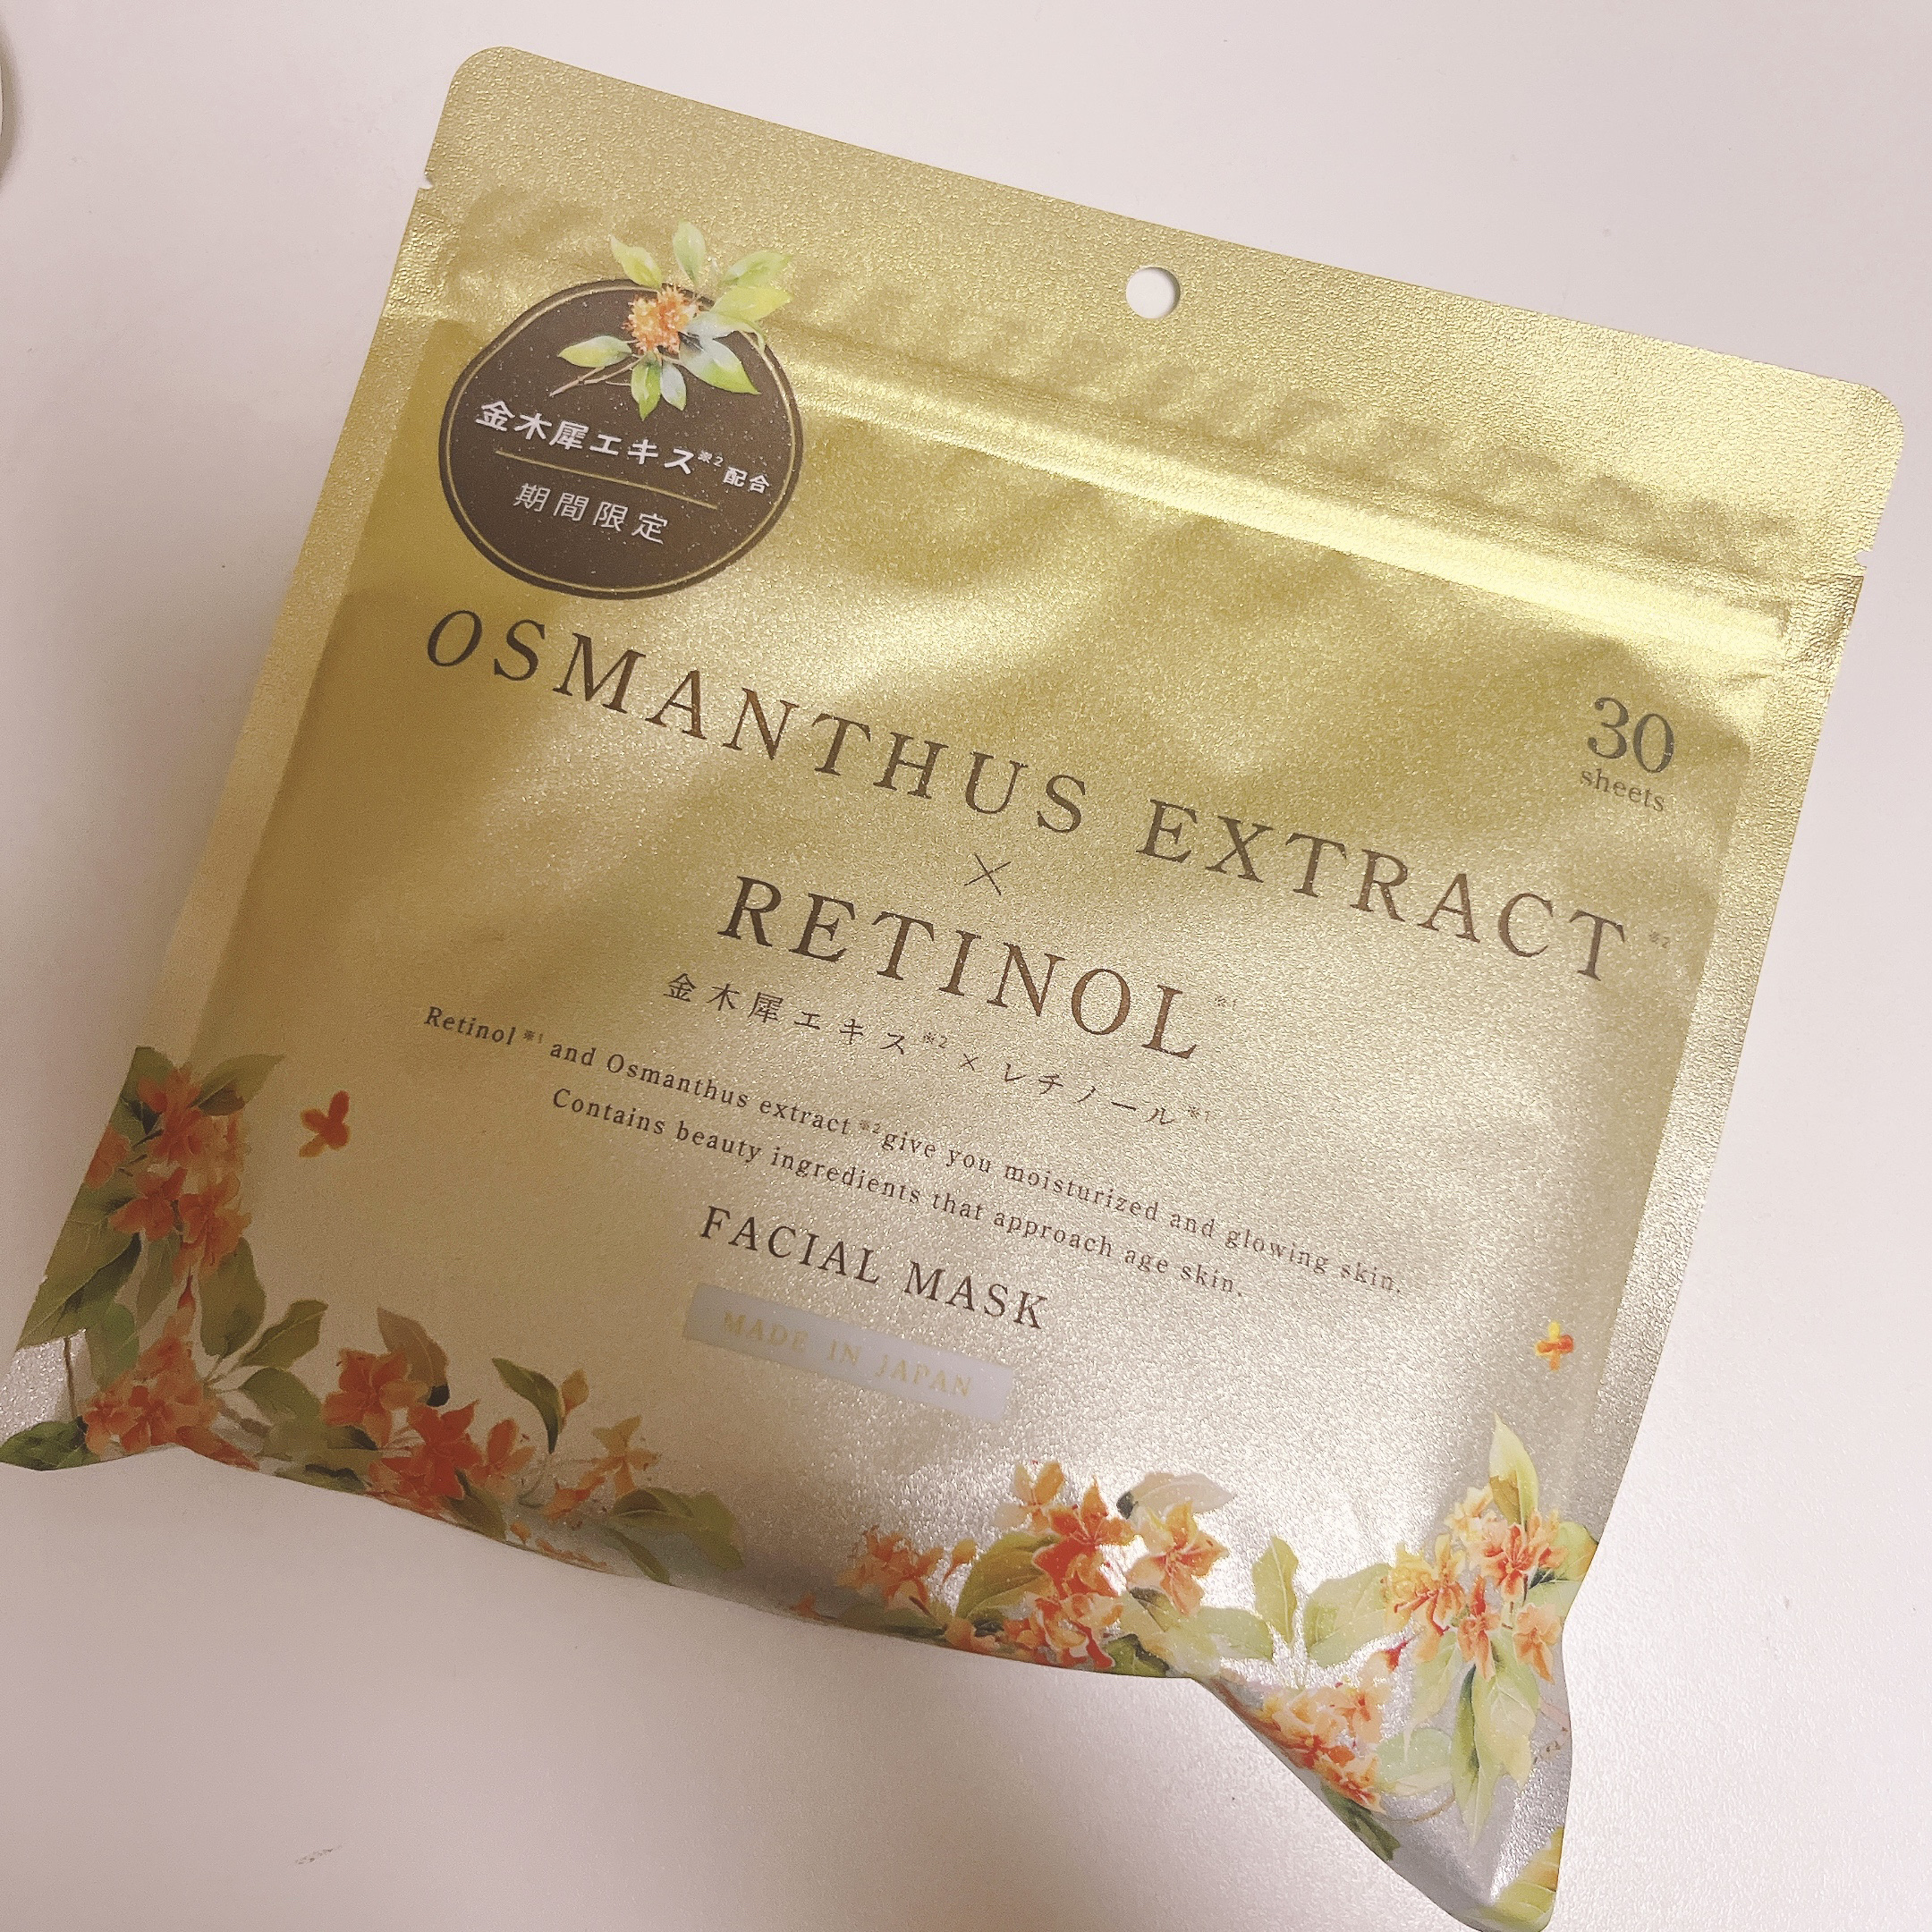 金木犀エキス※2配合
期間限定
30
sheets
OSMANTHUS EXTRACT※2
×
RETINOL※1
金木犀エキス※2×レチノール※1
Retinol※1 and Osmanthus extract※2 give you moisturized and glowing skin.
Contains beauty ingredients that approach age skin.
FACIAL MASK
MADE IN JAPAN